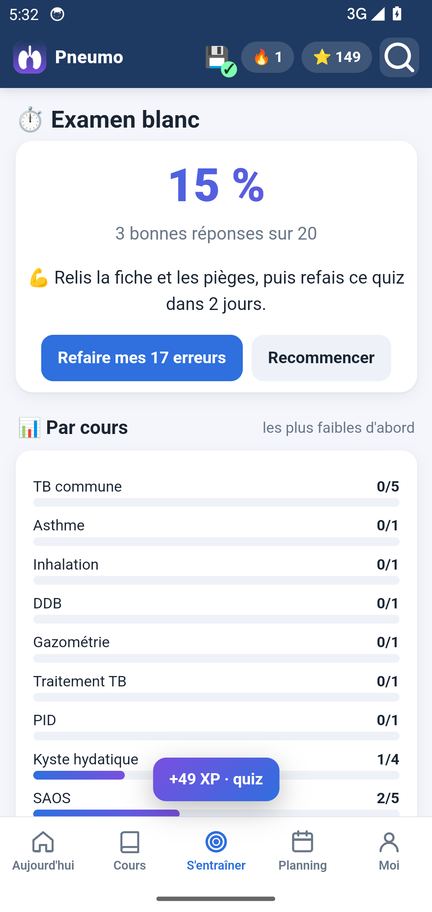 5:32
3G
Pneumo
🔥 1
⭐ 149
⏱️ Examen blanc
15 %
3 bonnes réponses sur 20
💪 Relis la fiche et les pièges, puis refais ce quiz
dans 2 jours.
Refaire mes 17 erreurs
Recommencer
📊 Par cours
les plus faibles d'abord
TB commune 0/5
Asthme 0/1
Inhalation 0/1
DDB 0/1
Gazométrie 0/1
Traitement TB 0/1
PID 0/1
Kyste hydatique 1/4
+49 XP · quiz
SAOS 2/5
Aujourd'hui
Cours
S'entraîner
Planning
Moi